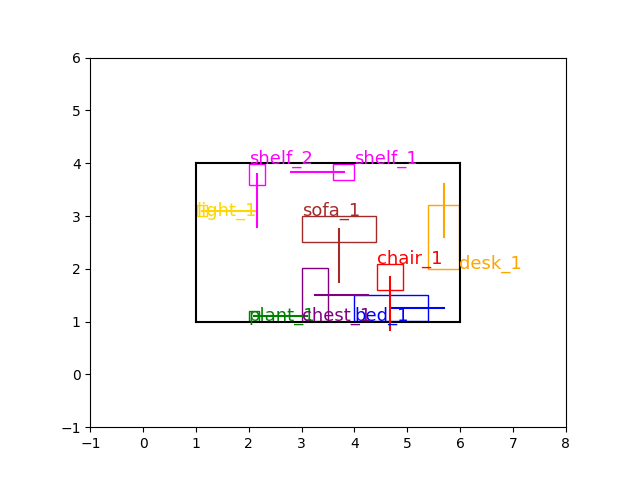 6
5
4
3
2
1
0
−1
−1 0 1 2 3 4 5 6 7 8
shelf_2 shelf_1
light_1 sofa_1
chair_1 desk_1
plant_1 chest_1 bed_1